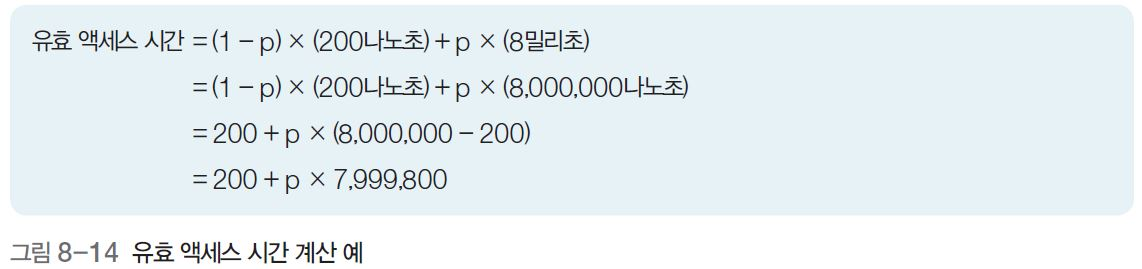 유효 액세스 시간 = (1 – p) × (200나노초) + p × (8밀리초)
= (1 – p) × (200나노초) + p × (8,000,000나노초)
= 200 + p × (8,000,000 – 200)
= 200 + p × 7,999,800
그림 8–14 유효 액세스 시간 계산 예